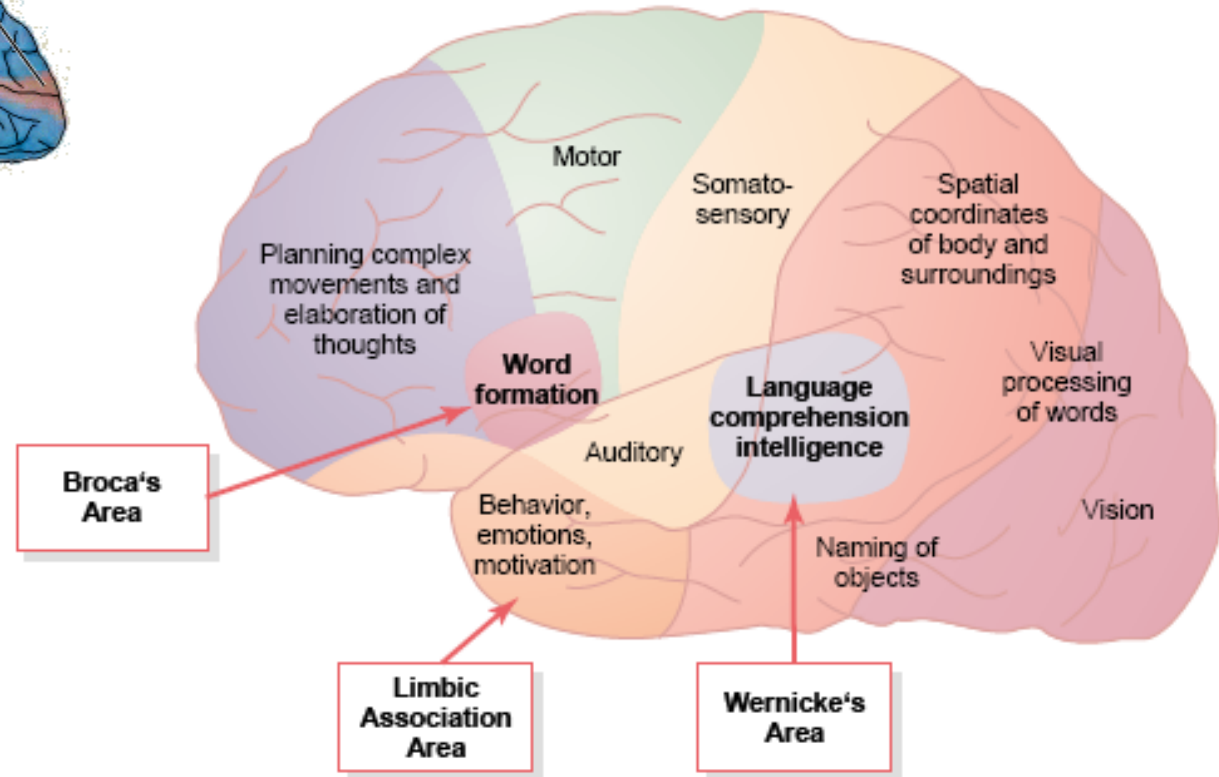 Motor
Somato-
sensory
Spatial
coordinates
of body and
surroundings
Planning complex
movements and
elaboration of
thoughts
Word
formation
Visual
processing
of words
Language
comprehension
intelligence
Auditory
Broca‘s
Area
Behavior,
emotions,
motivation
Vision
Naming of
objects
Limbic
Association
Area
Wernicke‘s
Area